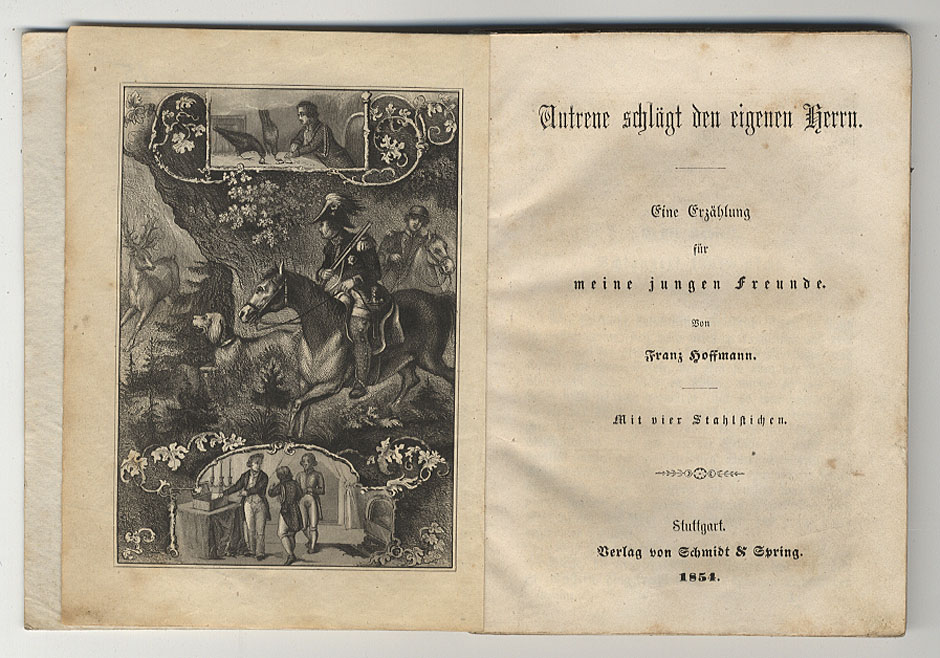 Untreue schlägt den eigenen Herrn.
Eine Erzählung
für
meine jungen Freunde.
Von
Franz Hoffmann.
Mit vier Stahlstichen.
Stuttgart.
Verlag von Schmidt & Spring.
1854.